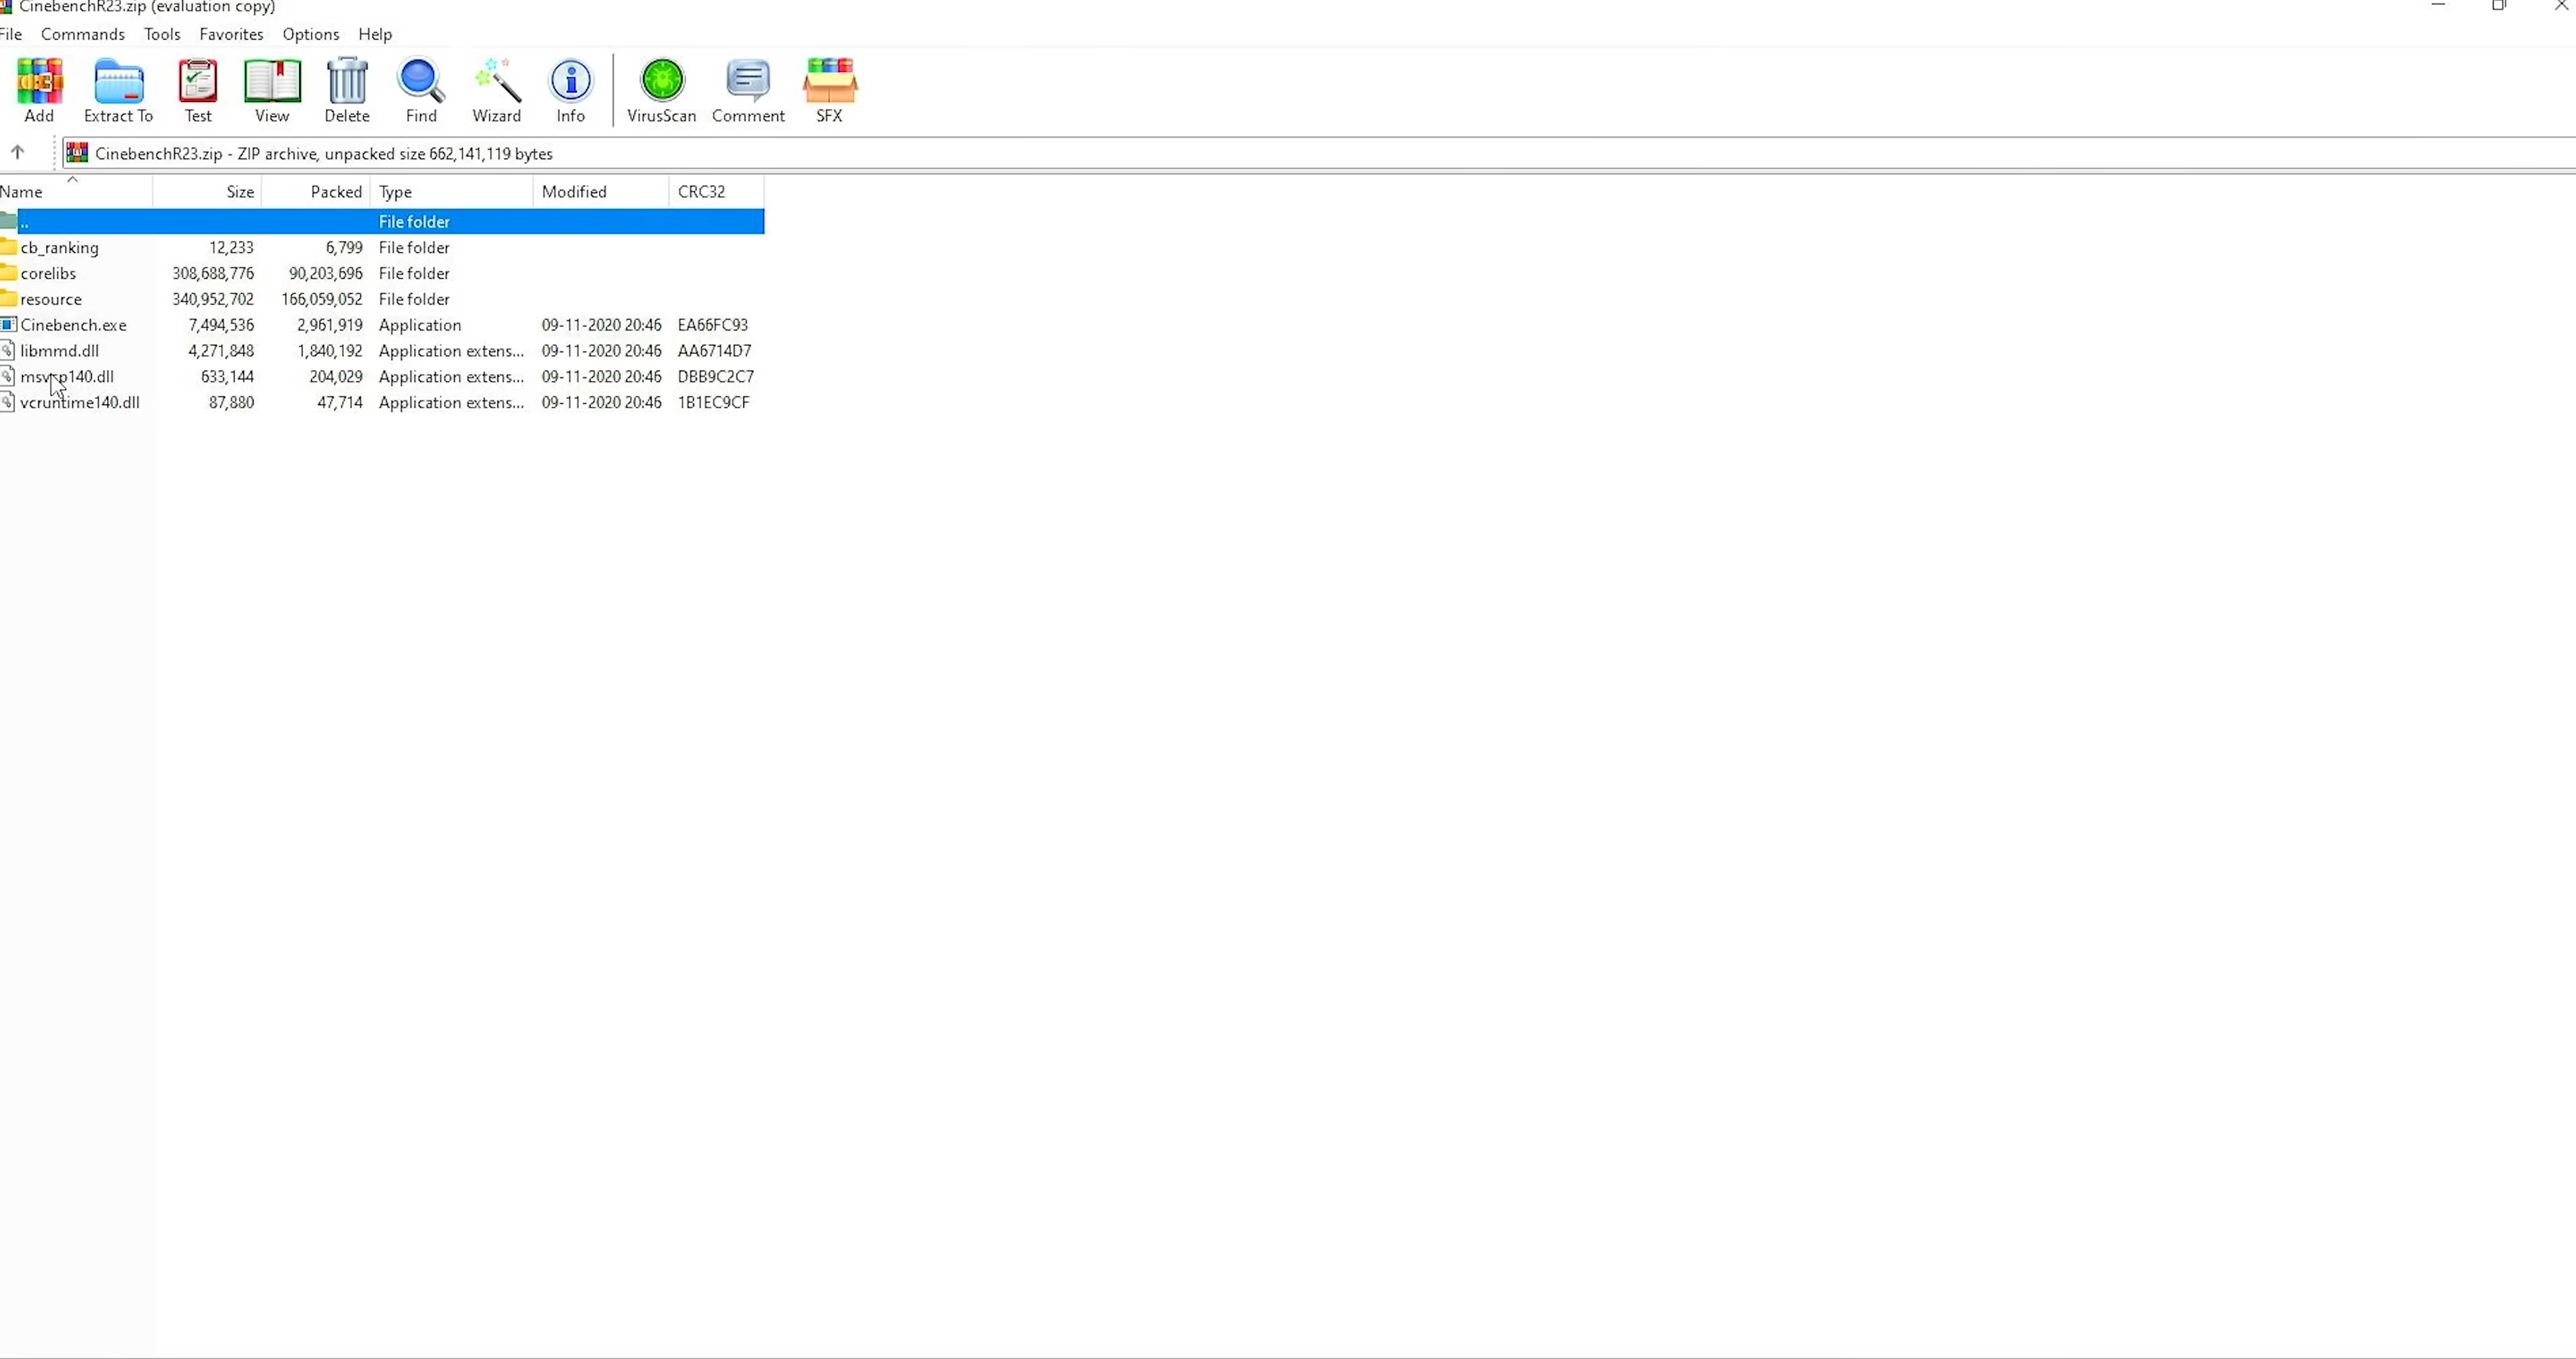 CinebenchR23.zip (evaluation copy)
File Commands Tools Favorites Options Help
Add Extract To Test View Delete Find Wizard Info VirusScan Comment SFX
CinebenchR23.zip - ZIP archive, unpacked size 662,141,119 bytes
Name Size Packed Type Modified CRC32
.. File folder
cb_ranking 12,233 6,799 File folder
corelibs 308,688,776 90,203,696 File folder
resource 340,952,702 166,059,052 File folder
Cinebench.exe 7,494,536 2,961,919 Application 09-11-2020 20:46 EA66FC93
libmmd.dll 4,271,848 1,840,192 Application extens... 09-11-2020 20:46 AA6714D7
msvcp140.dll 633,144 204,029 Application extens... 09-11-2020 20:46 DBB9C2C7
vcruntime140.dll 87,880 47,714 Application extens... 09-11-2020 20:46 1B1EC9CF